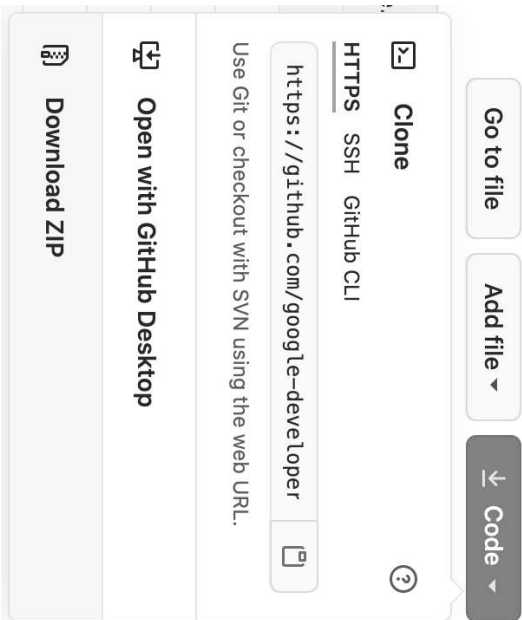 Go to file Add file Code
Clone
HTTPS SSH GitHub CLI
https://github.com/google-developer
Use Git or checkout with SVN using the web URL.
Open with GitHub Desktop
Download ZIP